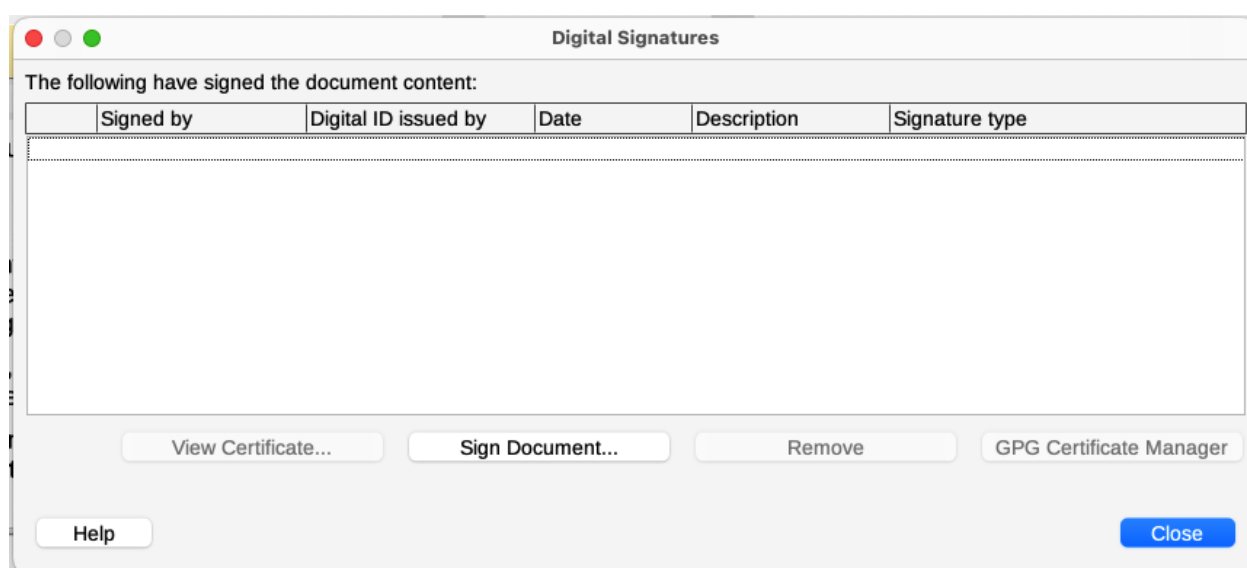 Digital Signatures
The following have signed the document content:
Signed by Digital ID issued by Date Description Signature type
View Certificate... Sign Document... Remove GPG Certificate Manager
Help Close